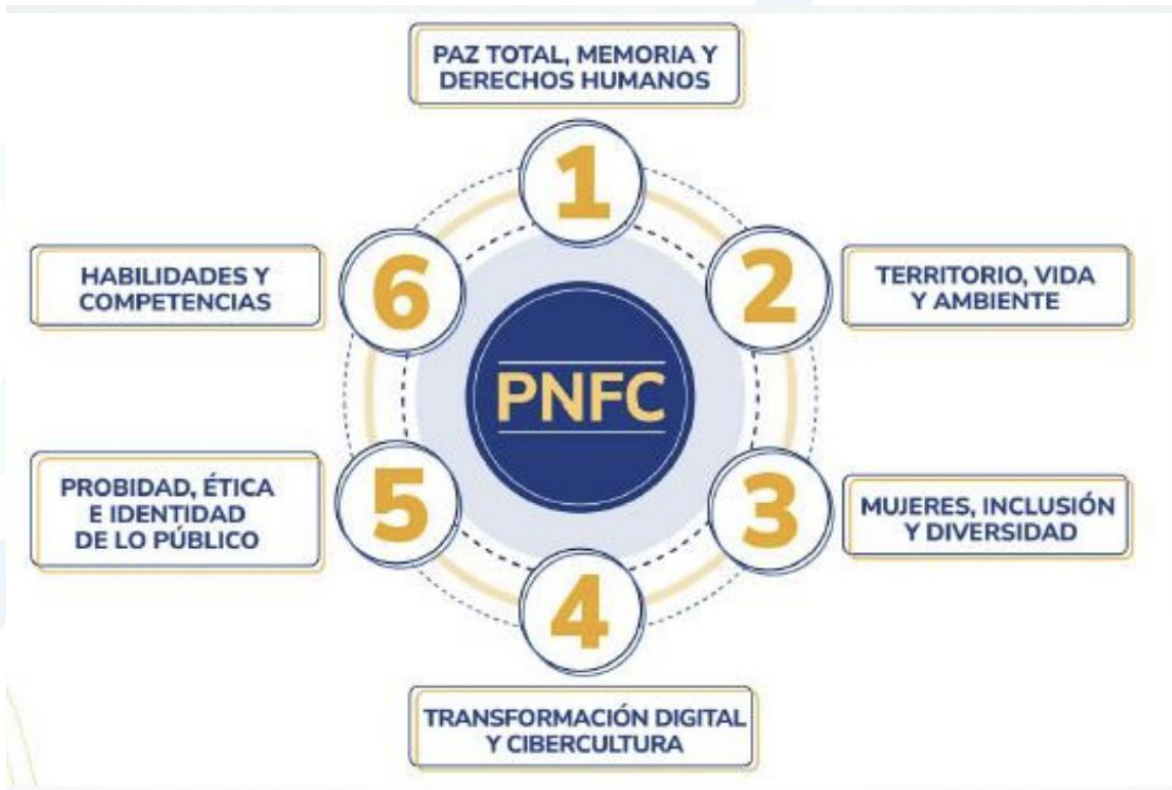 PAZ TOTAL, MEMORIA Y
DERECHOS HUMANOS
1
2
TERRITORIO, VIDA
Y AMBIENTE
3
MUJERES, INCLUSIÓN
Y DIVERSIDAD
4
TRANSFORMACIÓN DIGITAL
Y CIBERCULTURA
5
PROBIDAD, ÉTICA
E IDENTIDAD
DE LO PÚBLICO
6
HABILIDADES Y
COMPETENCIAS
PNFC